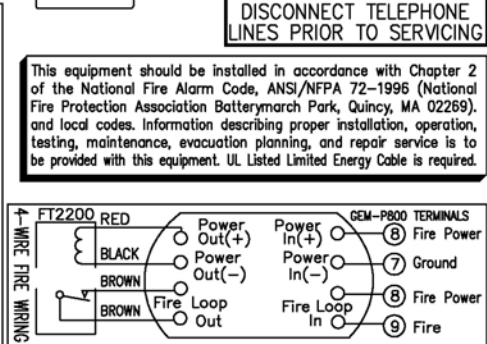 DISCONNECT TELEPHONE
LINES PRIOR TO SERVICING
This equipment should be installed in accordance with Chapter 2
of the National Fire Alarm Code, ANSI/NFPA 72-1996 (National
Fire Protection Association Batterymarch Park, Quincy, MA 02269).
and local codes. Information describing proper installation, operation,
testing, maintenance, evacuation planning, and repair service is to
be provided with this equipment. UL Listed Limited Energy Cable is required.
4-WIRE FIRE WIRING
FT2200
RED
BLACK
BROWN
BROWN
Power
Out(+)
Power
Out(-)
Fire Loop
Out
Power
In(+)
Power
In(-)
Fire Loop
In
GEM-P800 TERMINALS
8 Fire Power
7 Ground
8 Fire Power
9 Fire